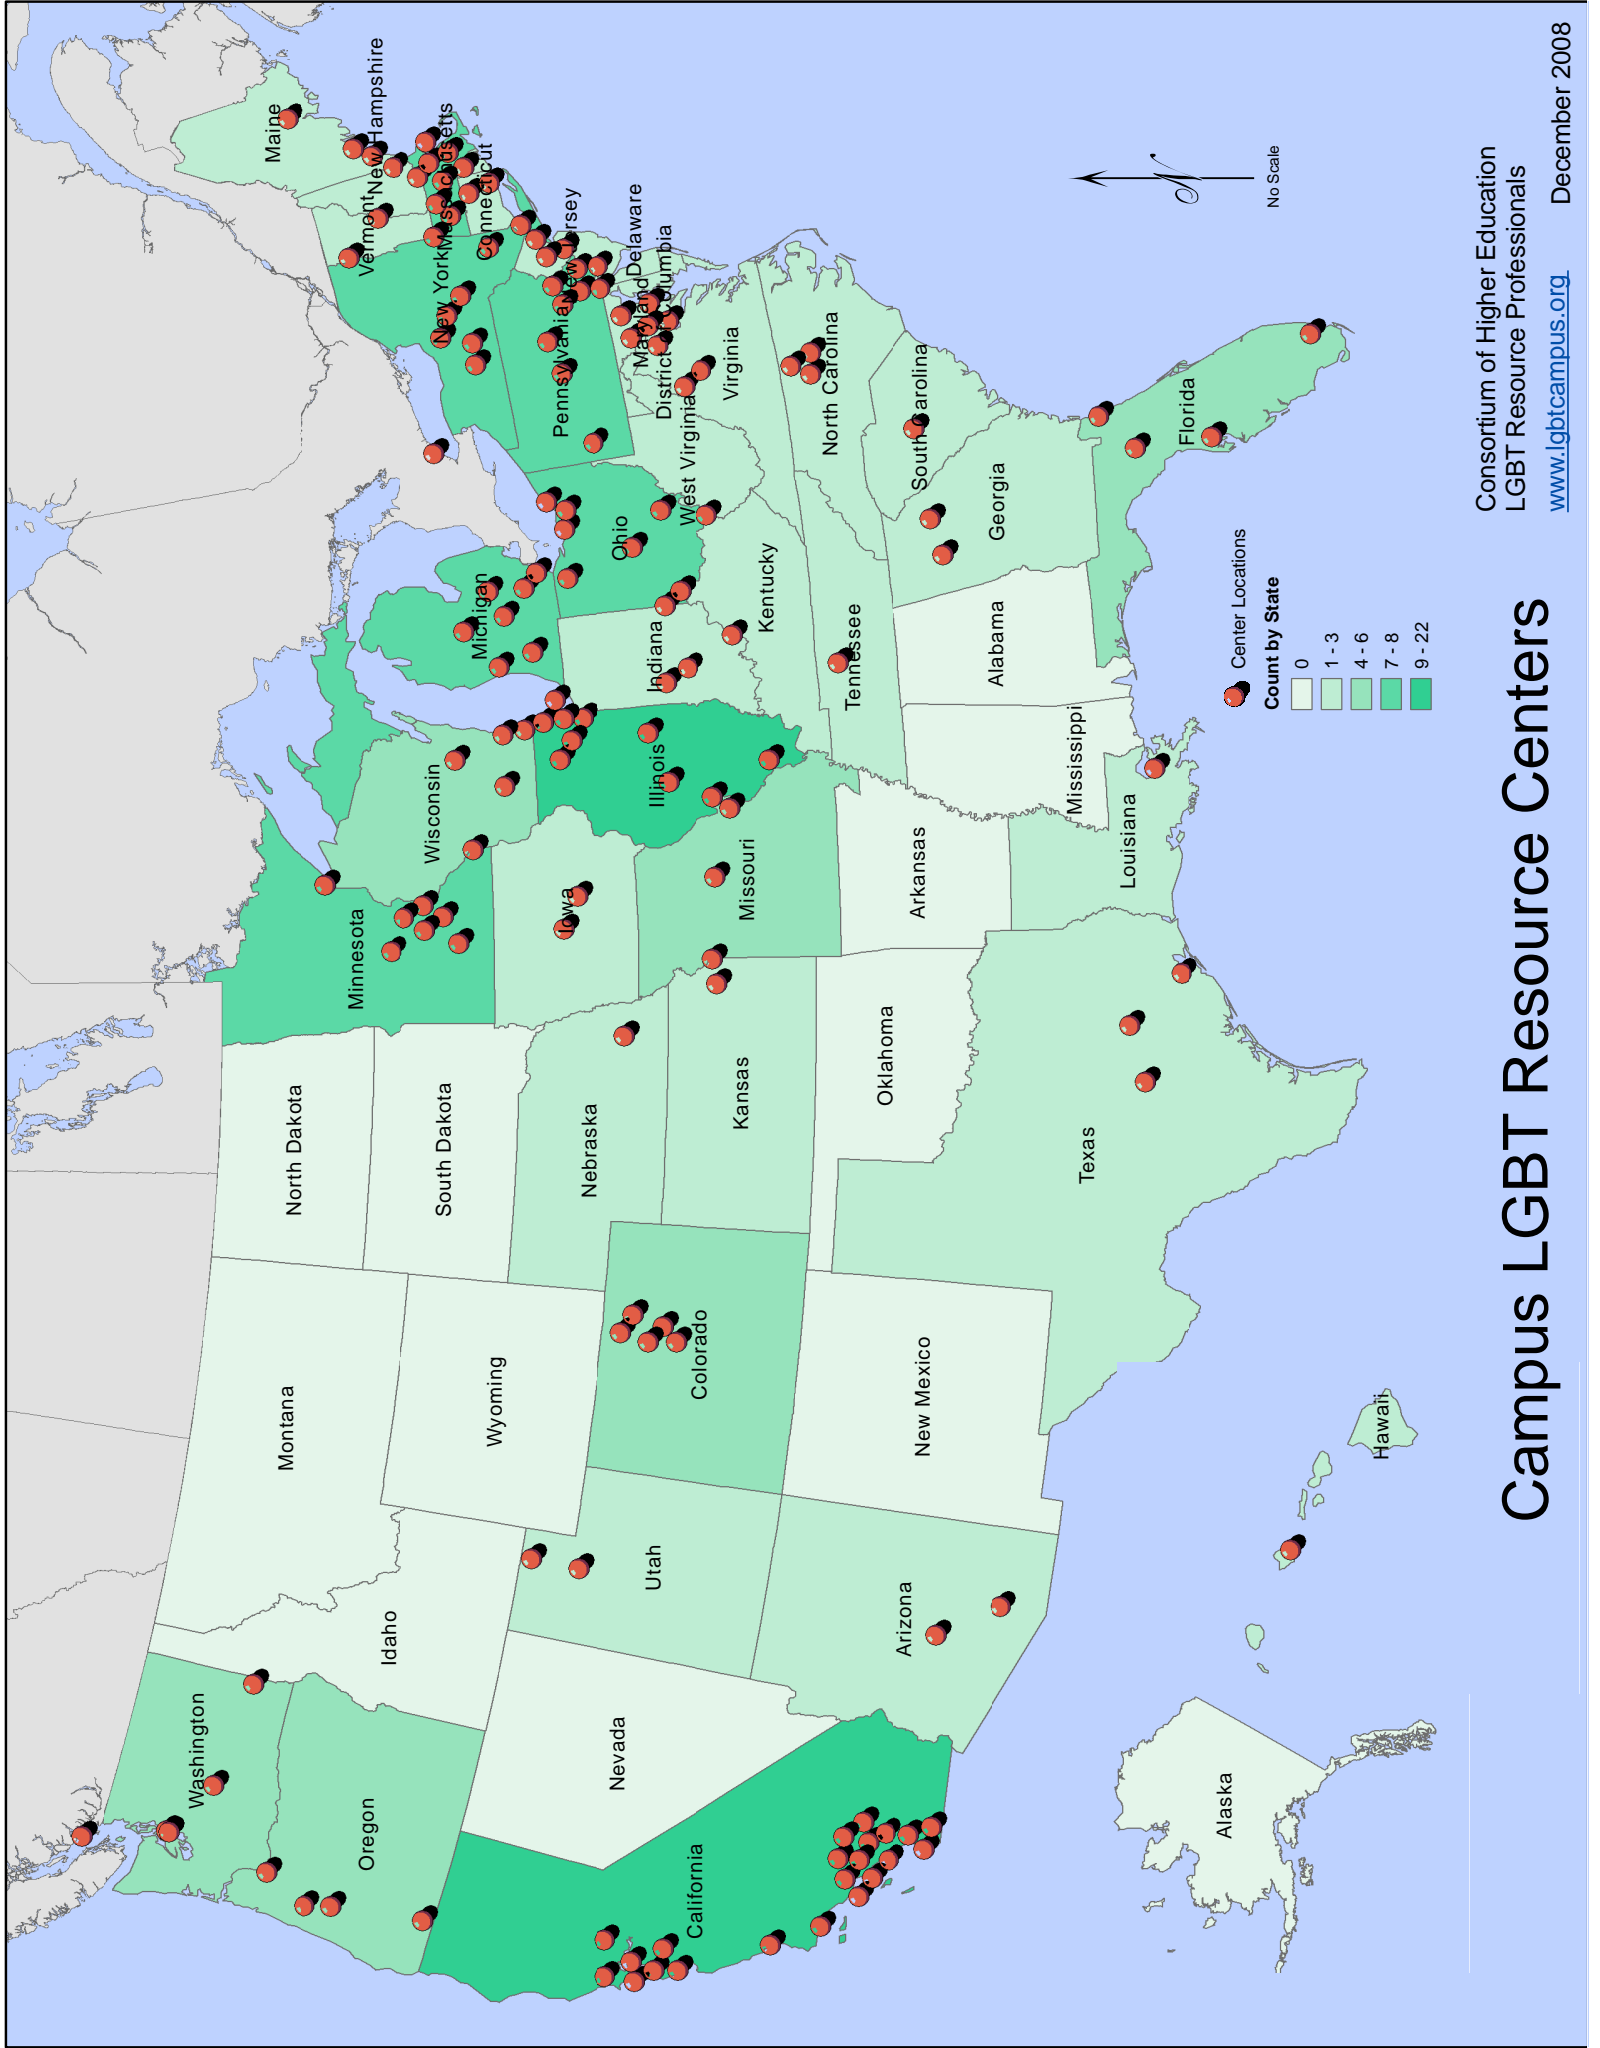 Campus LGBT Resource Centers
Consortium of Higher Education
LGBT Resource Professionals
www.lgbtcampus.org
December 2008
No Scale
N
Center Locations
Count by State
0
1 - 3
4 - 6
7 - 8
9 - 22
Washington
Oregon
California
Nevada
Idaho
Montana
Wyoming
Utah
Arizona
Colorado
New Mexico
North Dakota
South Dakota
Nebraska
Kansas
Oklahoma
Texas
Minnesota
Iowa
Missouri
Arkansas
Louisiana
Wisconsin
Illinois
Michigan
Indiana
Ohio
Kentucky
Tennessee
Mississippi
Alabama
Georgia
Florida
South Carolina
North Carolina
Virginia
West Virginia
District of Columbia
Maryland
Delaware
Pennsylvania
New Jersey
New York
Connecticut
Massachusetts
Vermont
New Hampshire
Maine
Alaska
Hawaii